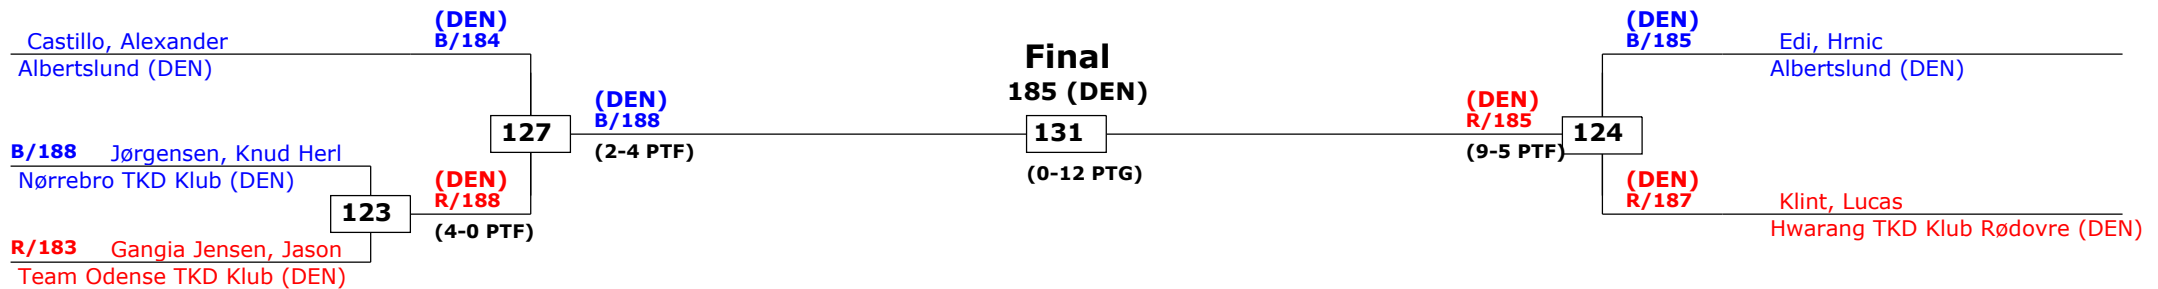 (DEN)
B/184
Castillo, Alexander
Albertslund (DEN)
B/188 Jørgensen, Knud Herl
Nørrebro TKD Klub (DEN)
R/183 Gangia Jensen, Jason
Team Odense TKD Klub (DEN)
123
(DEN)
R/188
(4-0 PTF)
127
(DEN)
B/188
(2-4 PTF)
Final
185 (DEN)
131
(0-12 PTG)
(DEN)
R/185
(9-5 PTF)
124
(DEN)
B/185
Edi, Hrnic
Albertslund (DEN)
(DEN)
R/187
Klint, Lucas
Hwarang TKD Klub Rødovre (DEN)